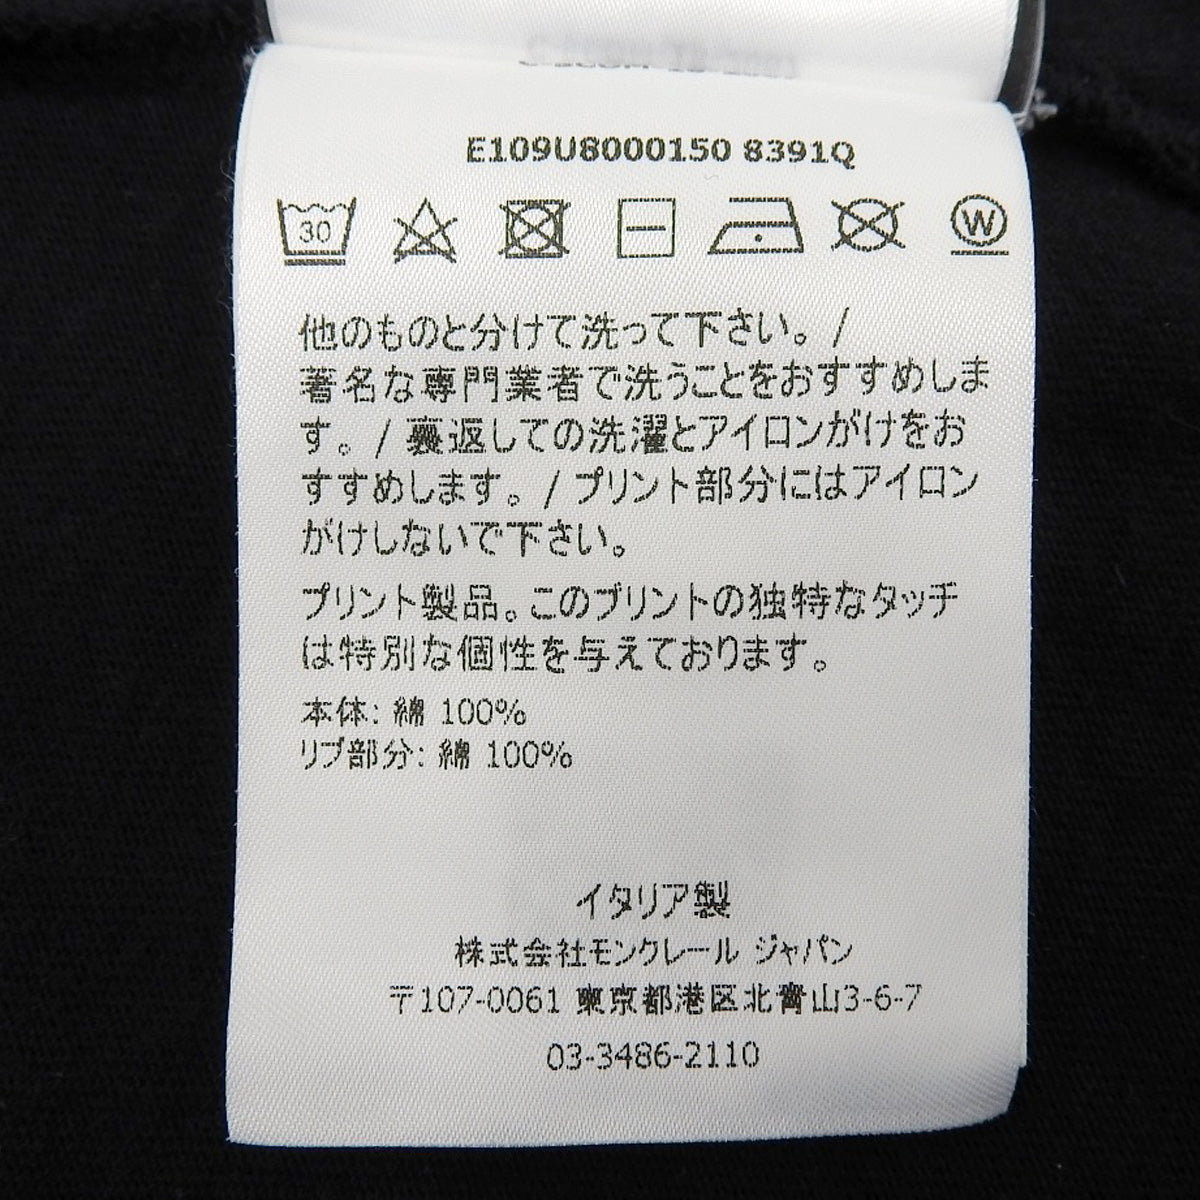 E109U8000150 8391Q
30
W
他のものと分けて洗って下さい。/
著名な専門業者で洗うことをおすすめしま
す。/ 裏返しての洗濯とアイロンがけをお
すすめします。/ プリント部分にはアイロン
がけしないで下さい。
プリント製品。このプリントの独特なタッチ
は特別な個性を与えております。
本体: 綿 100%
リブ部分: 綿 100%
イタリア製
株式会社モンクレール ジャパン
〒107-0061 東京都港区北青山3-6-7
03-3486-2110